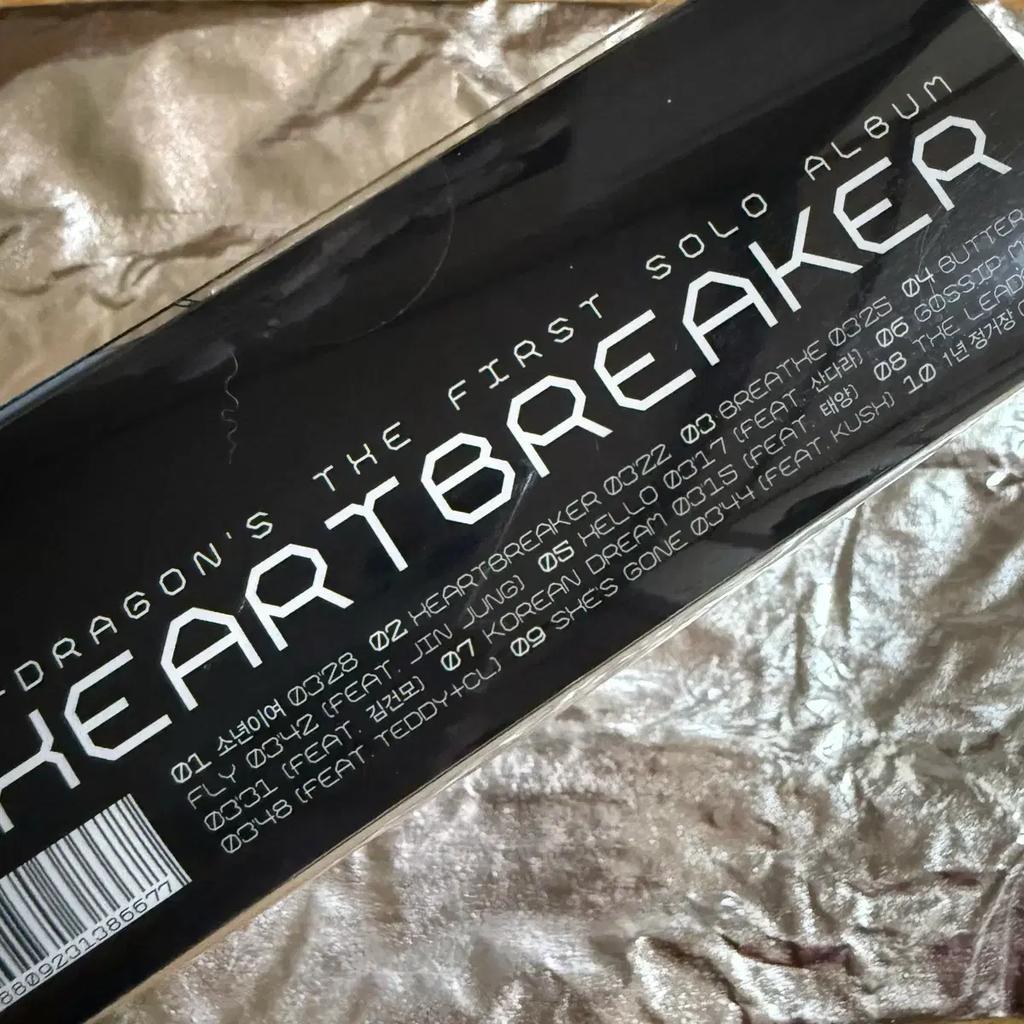 -DRAGON'S THE FIRST SOLO ALBUM
HEARTBREAKER
01 소년이여 0328 02 HEARTBREAKER 0322 03 BREATHE 0325 04 BUTTER
FLY 0342 (FEAT. JIN JUNG) 05 HELLO 0317 (FEAT. 산다라) 06 GOSSIP M
0331 (FEAT. 김건모) 07 KOREAN DREAM 0315 (FEAT. 태양) 08 THE LEAD
0348 (FEAT TEDDY+CL) 09 SHE'S GONE 0344 (FEAT. KUSH) 10 1년 정거장
8809231386677